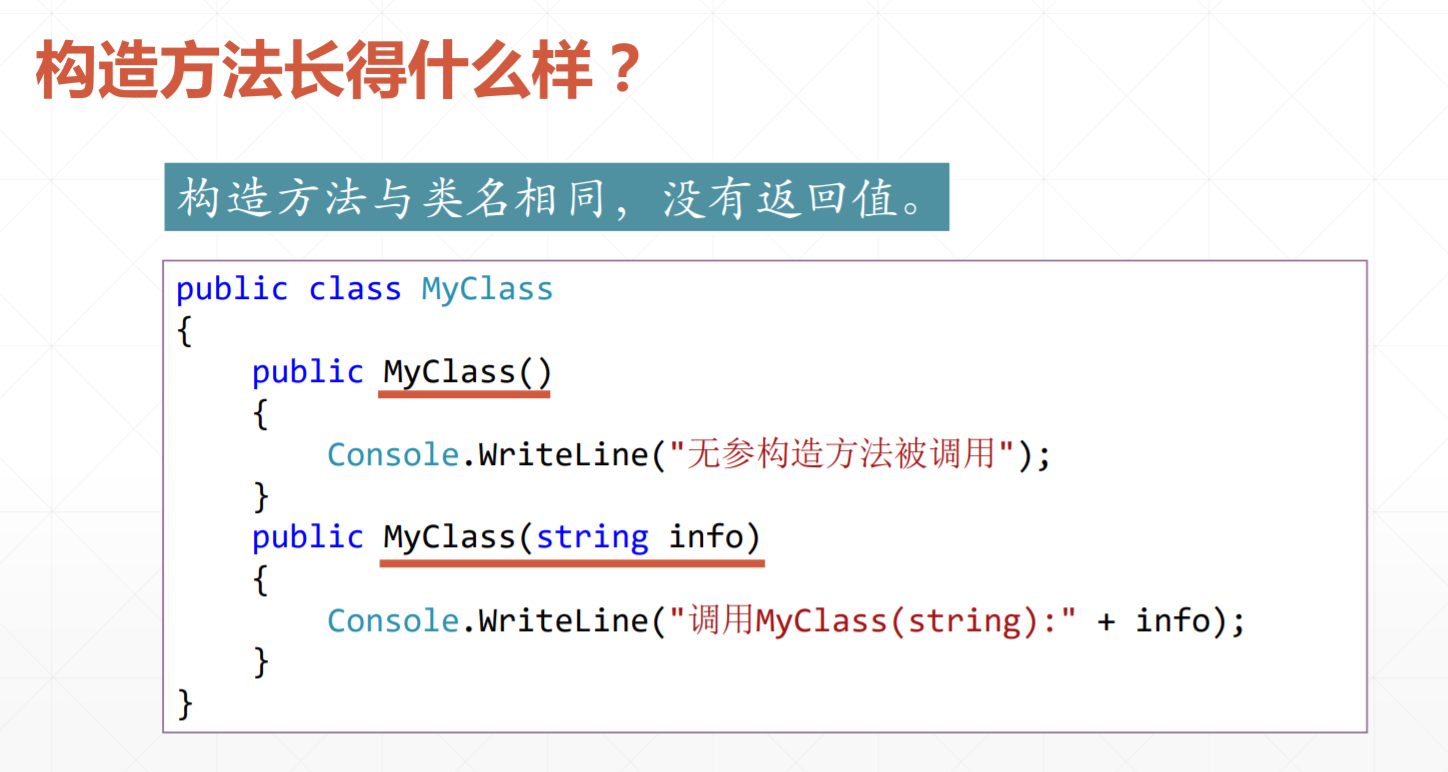 构造方法长得什么样？
构造方法与类名相同，没有返回值。
public class MyClass
{
    public MyClass()
    {
        Console.WriteLine("无参构造方法被调用");
    }
    public MyClass(string info)
    {
        Console.WriteLine("调用MyClass(string):" + info);
    }
}